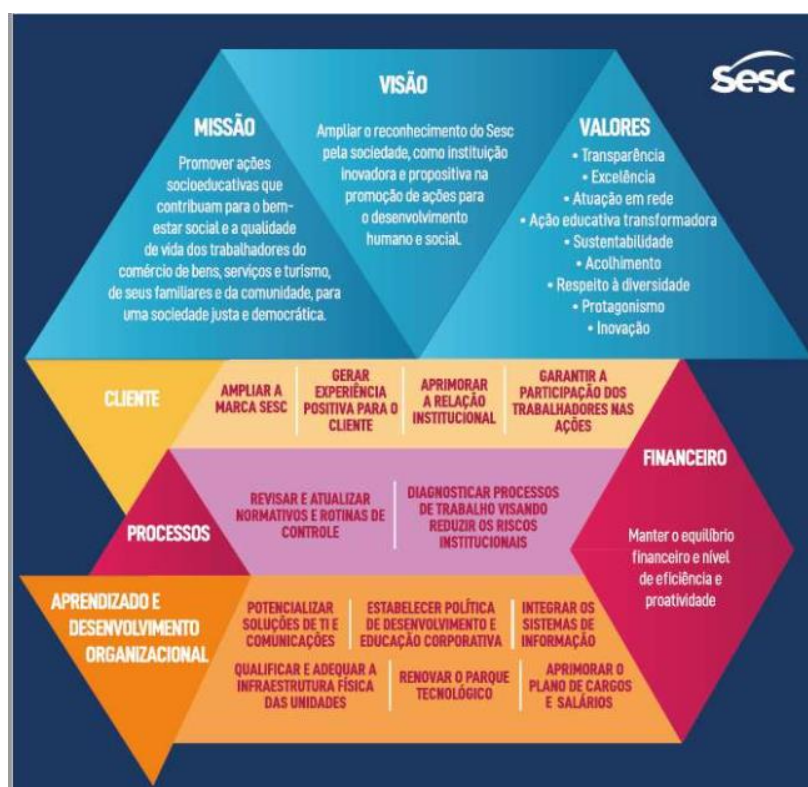 Sesc
MISSÃO
Promover ações
socioeducativas que
contribuam para o bem-
estar social e a qualidade
de vida dos trabalhadores do
comércio de bens, serviços e turismo,
de seus familiares e da comunidade, para
uma sociedade justa e democrática.
VISÃO
Ampliar o reconhecimento do Sesc
pela sociedade, como instituição
inovadora e propositiva na
promoção de ações para
o desenvolvimento
humano e social.
VALORES
• Transparência
• Excelência
• Atuação em rede
• Ação educativa transformadora
• Sustentabilidade
• Acolhimento
• Respeito à diversidade
• Protagonismo
• Inovação
CLIENTE
AMPLIAR A
MARCA SESC
GERAR
EXPERIÊNCIA
POSITIVA PARA O
CLIENTE
APRIMORAR
A RELAÇÃO
INSTITUCIONAL
GARANTIR A
PARTICIPAÇÃO DOS
TRABALHADORES NAS
AÇÕES
PROCESSOS
REVISAR E ATUALIZAR
NORMATIVOS E ROTINAS DE
CONTROLE
DIAGNOSTICAR PROCESSOS
DE TRABALHO VISANDO
REDUZIR OS RISCOS
INSTITUCIONAIS
FINANCEIRO
Manter o equilíbrio
financeiro e nível
de eficiência e
proatividade
APRENDIZADO E
DESENVOLVIMENTO
ORGANIZACIONAL
POTENCIALIZAR
SOLUÇÕES DE TI E
COMUNICAÇÕES
ESTABELECER POLÍTICA
DE DESENVOLVIMENTO E
EDUCAÇÃO CORPORATIVA
INTEGRAR OS
SISTEMAS DE
INFORMAÇÃO
QUALIFICAR E ADEQUAR A
INFRAESTRUTURA FÍSICA
DAS UNIDADES
RENOVAR O PARQUE
TECNOLÓGICO
APRIMORAR O
PLANO DE CARGOS
E SALÁRIOS